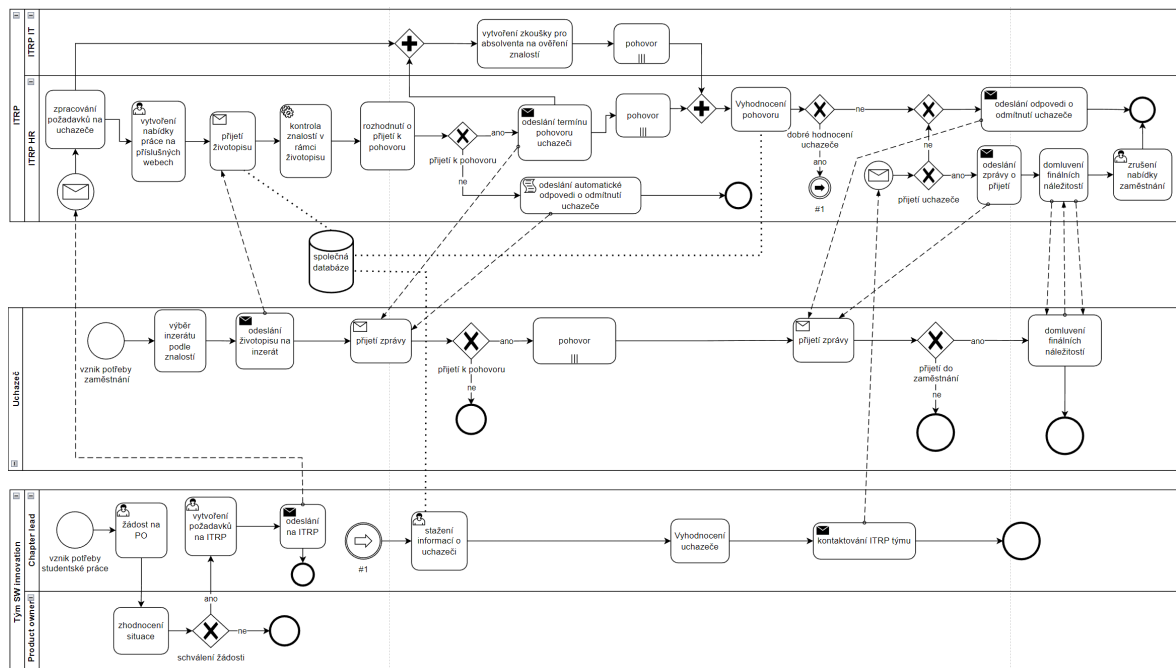 ITRP
ITRP IT
vytvoření zkoušky pro
absolventa na ověření
znalostí
pohovor
ITRP HR
zpracování
požadavků na
uchazeče
vytvoření
nabídky
práce na
příslušných
webech
přijetí
životopisu
kontrola
znalostí v
rámci
životopisu
rozhodnutí o
přijetí k
pohovoru
přijetí k pohovoru
ano
ne
odeslání termínu
pohovoru
uchazeči
odeslání automatické
odpovedi o odmítnutí
uchazeče
pohovor
Vyhodnocení
pohovoru
dobré hodnocení
uchazeče
ne
ano
#1
přijetí uchazeče
ne
ano
odeslání odpovedi o
odmítnutí uchazeče
odeslání
zprávy o
přijetí
domluvení
finálních
náležitostí
zrušení
nabídky
zaměstnání
společná
databáze
Uchazeč
vznik potřeby
zaměstnání
výběr
inzerátu
podle
znalostí
odeslání
životopisu na
inzerát
přijetí zprávy
přijetí k pohovoru
ano
ne
pohovor
přijetí zprávy
přijetí do
zaměstnání
ano
ne
domluvení
finálních
náležitostí
Tým SW innovation
Chapter lead
vznik potřeby
studentské práce
žádost na
PO
vytvoření
požadavků
na ITRP
odeslání
na ITRP
#1
stažení
informací o
uchazeči
Vyhodnocení
uchazeče
kontaktování ITRP týmu
Product owner
zhodnocení
situace
ano
ne
schválení žádosti